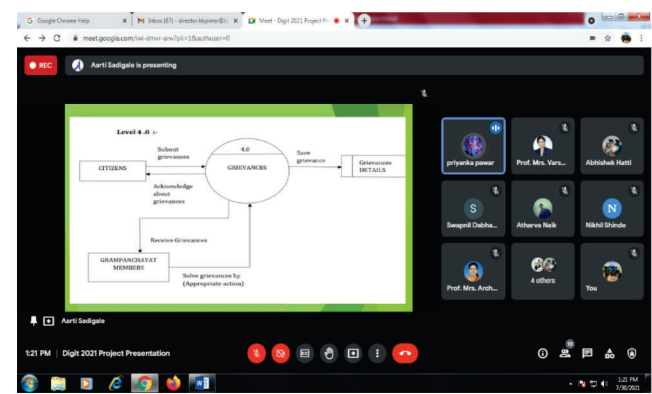 Google Chrome Help
Inbox (87) - director.kbpimsr@ki
Meet - Digit 2021 Project Pr
meet.google.com/iwi-dmvr-arw?pli=1&authuser=0
REC
Aarti Sadigale is presenting
Level 4 .0 :-
Submit
grievances
4.0
Save
grievance
CITIZENS
GRIEVANCES
Grievances
DETAILS
Acknowledge
about
grievances
Receive Grievances
GRAMPANCHAYAT
MEMBERS
Solve grievances by
(Appropriate action)
priyanka pawar
Prof. Mrs. Vars...
Abhishek Hatti
S
N
Swapnil Dabha...
Atharva Naik
Nikhil Shinde
Prof. Mrs. Arch...
4 others
You
Aarti Sadigale
1:21 PM | Digit 2021 Project Presentation
13
1:21 PM
7/30/2021